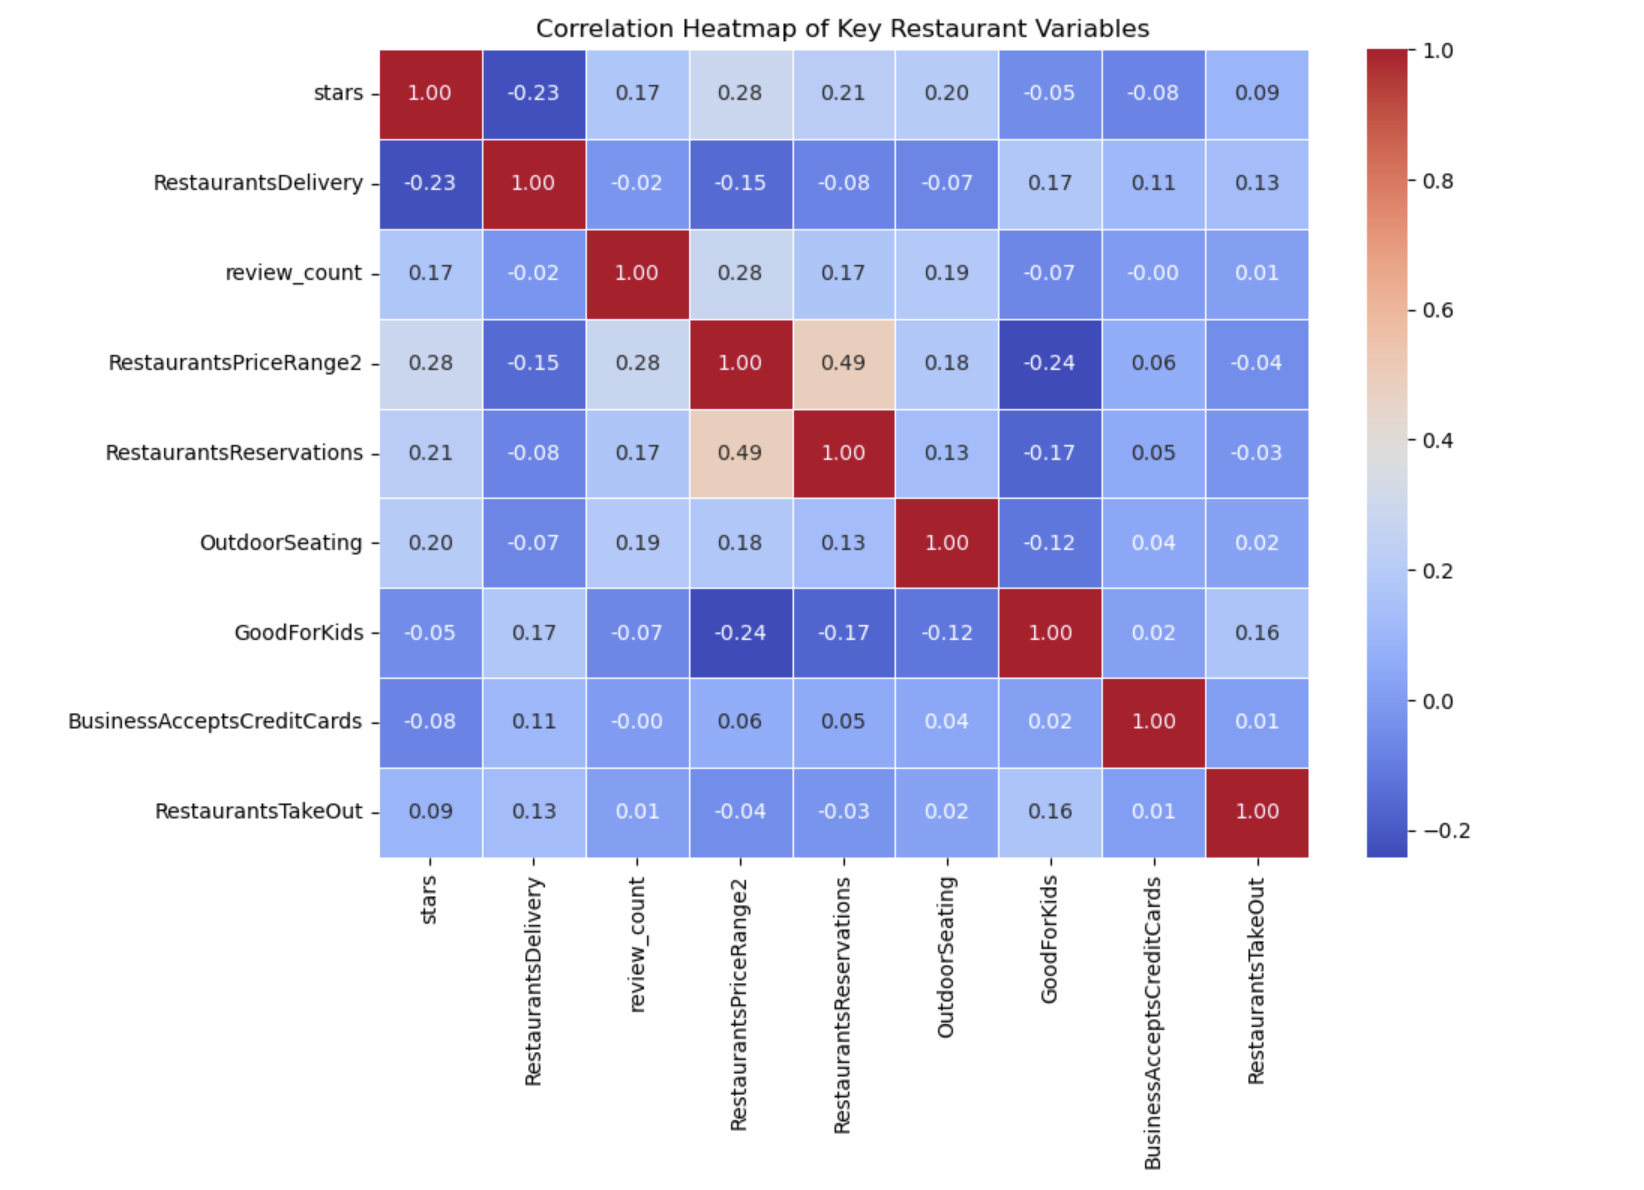 Correlation Heatmap of Key Restaurant Variables
stars 1.00 -0.23 0.17 0.28 0.21 0.20 -0.05 -0.08 0.09
RestaurantsDelivery -0.23 1.00 -0.02 -0.15 -0.08 -0.07 0.17 0.11 0.13
review_count 0.17 -0.02 1.00 0.28 0.17 0.19 -0.07 -0.00 0.01
RestaurantsPriceRange2 0.28 -0.15 0.28 1.00 0.49 0.18 -0.24 0.06 -0.04
RestaurantsReservations 0.21 -0.08 0.17 0.49 1.00 0.13 -0.17 0.05 -0.03
OutdoorSeating 0.20 -0.07 0.19 0.18 0.13 1.00 -0.12 0.04 0.02
GoodForKids -0.05 0.17 -0.07 -0.24 -0.17 -0.12 1.00 0.02 0.16
BusinessAcceptsCreditCards -0.08 0.11 -0.00 0.06 0.05 0.04 0.02 1.00 0.01
RestaurantsTakeOut 0.09 0.13 0.01 -0.04 -0.03 0.02 0.16 0.01 1.00
stars
RestaurantsDelivery
review_count
RestaurantsPriceRange2
RestaurantsReservations
OutdoorSeating
GoodForKids
BusinessAcceptsCreditCards
RestaurantsTakeOut
1.0
0.8
0.6
0.4
0.2
0.0
−0.2